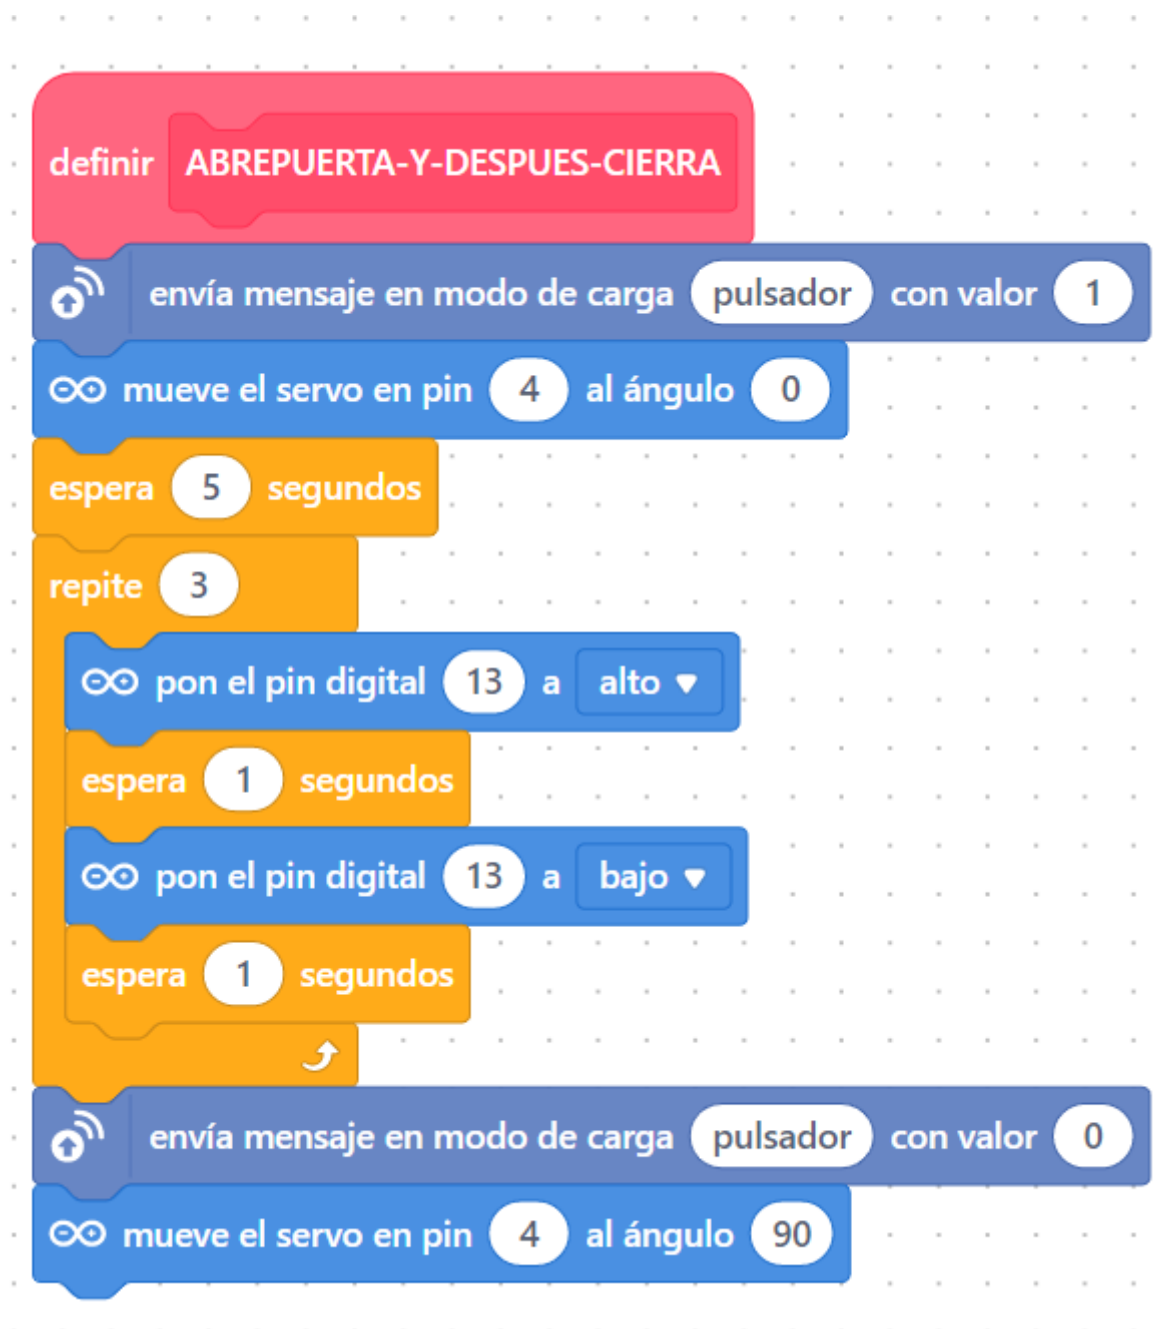 definir ABREPUERTA-Y-DESPUES-CIERRA
envía mensaje en modo de carga pulsador con valor 1
mueve el servo en pin 4 al ángulo 0
espera 5 segundos
repite 3
pon el pin digital 13 a alto
espera 1 segundos
pon el pin digital 13 a bajo
espera 1 segundos
envía mensaje en modo de carga pulsador con valor 0
mueve el servo en pin 4 al ángulo 90